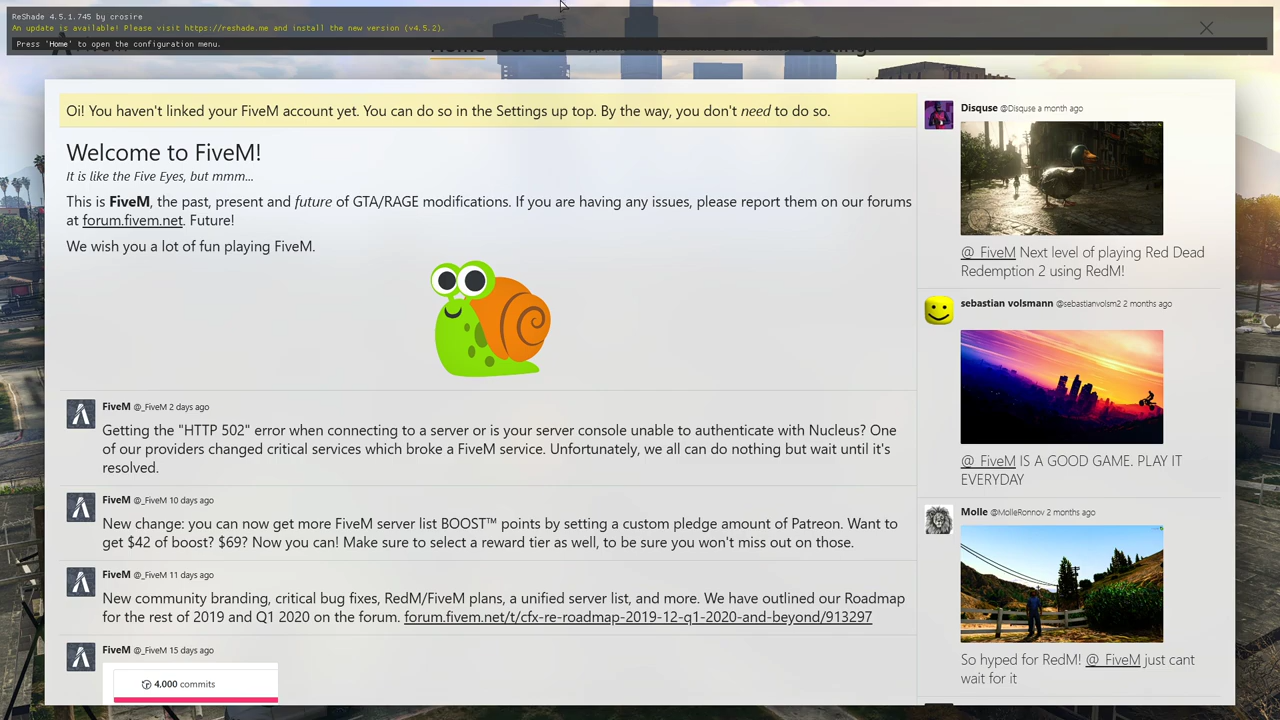 ReShade 4.5.1.745 by crosire
An update is available! Please visit https://reshade.me and install the new version (v4.5.2).
Press 'Home' to open the configuration menu.
Home
Settings
Oi! You haven't linked your FiveM account yet. You can do so in the Settings up top. By the way, you don't need to do so.
Welcome to FiveM!
It is like the Five Eyes, but mmm...
This is FiveM, the past, present and future of GTA/RAGE modifications. If you are having any issues, please report them on our forums
at forum.fivem.net. Future!
We wish you a lot of fun playing FiveM.
FiveM @_FiveM 2 days ago
Getting the "HTTP 502" error when connecting to a server or is your server console unable to authenticate with Nucleus? One
of our providers changed critical services which broke a FiveM service. Unfortunately, we all can do nothing but wait until it's
resolved.
FiveM @_FiveM 10 days ago
New change: you can now get more FiveM server list BOOST™ points by setting a custom pledge amount of Patreon. Want to
get $42 of boost? $69? Now you can! Make sure to select a reward tier as well, to be sure you won't miss out on those.
FiveM @_FiveM 11 days ago
New community branding, critical bug fixes, RedM/FiveM plans, a unified server list, and more. We have outlined our Roadmap
for the rest of 2019 and Q1 2020 on the forum. forum.fivem.net/t/cfx-re-roadmap-2019-12-q1-2020-and-beyond/913297
FiveM @_FiveM 15 days ago
4,000 commits
Disquse @Disquse a month ago
@_FiveM Next level of playing Red Dead
Redemption 2 using RedM!
sebastian volsmann @sebastianvolsm2 2 months ago
@_FiveM IS A GOOD GAME. PLAY IT
EVERYDAY
Molle @MolleRonnov 2 months ago
So hyped for RedM! @_FiveM just cant
wait for it